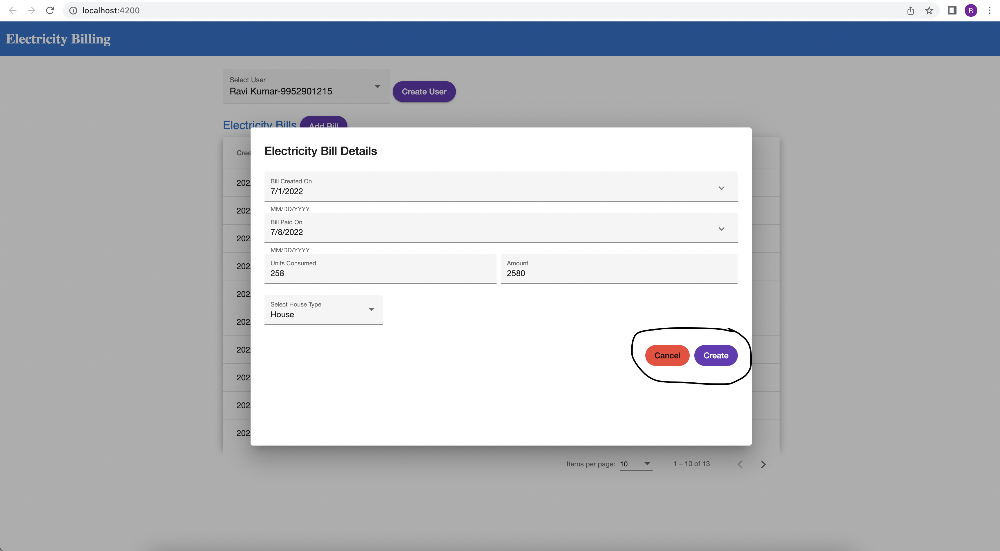 localhost:4200
R
Electricity Billing
Select User
Ravi Kumar-9952901215
Create User
Electricity Bills
Add Bill
Crea
Electricity Bill Details
Bill Created On
7/1/2022
MM/DD/YYYY
Bill Paid On
7/8/2022
MM/DD/YYYY
Units Consumed
258
Amount
2580
Select House Type
House
Cancel
Create
202
202
202
202
202
202
202
202
202
202
Items per page: 10
1 – 10 of 13